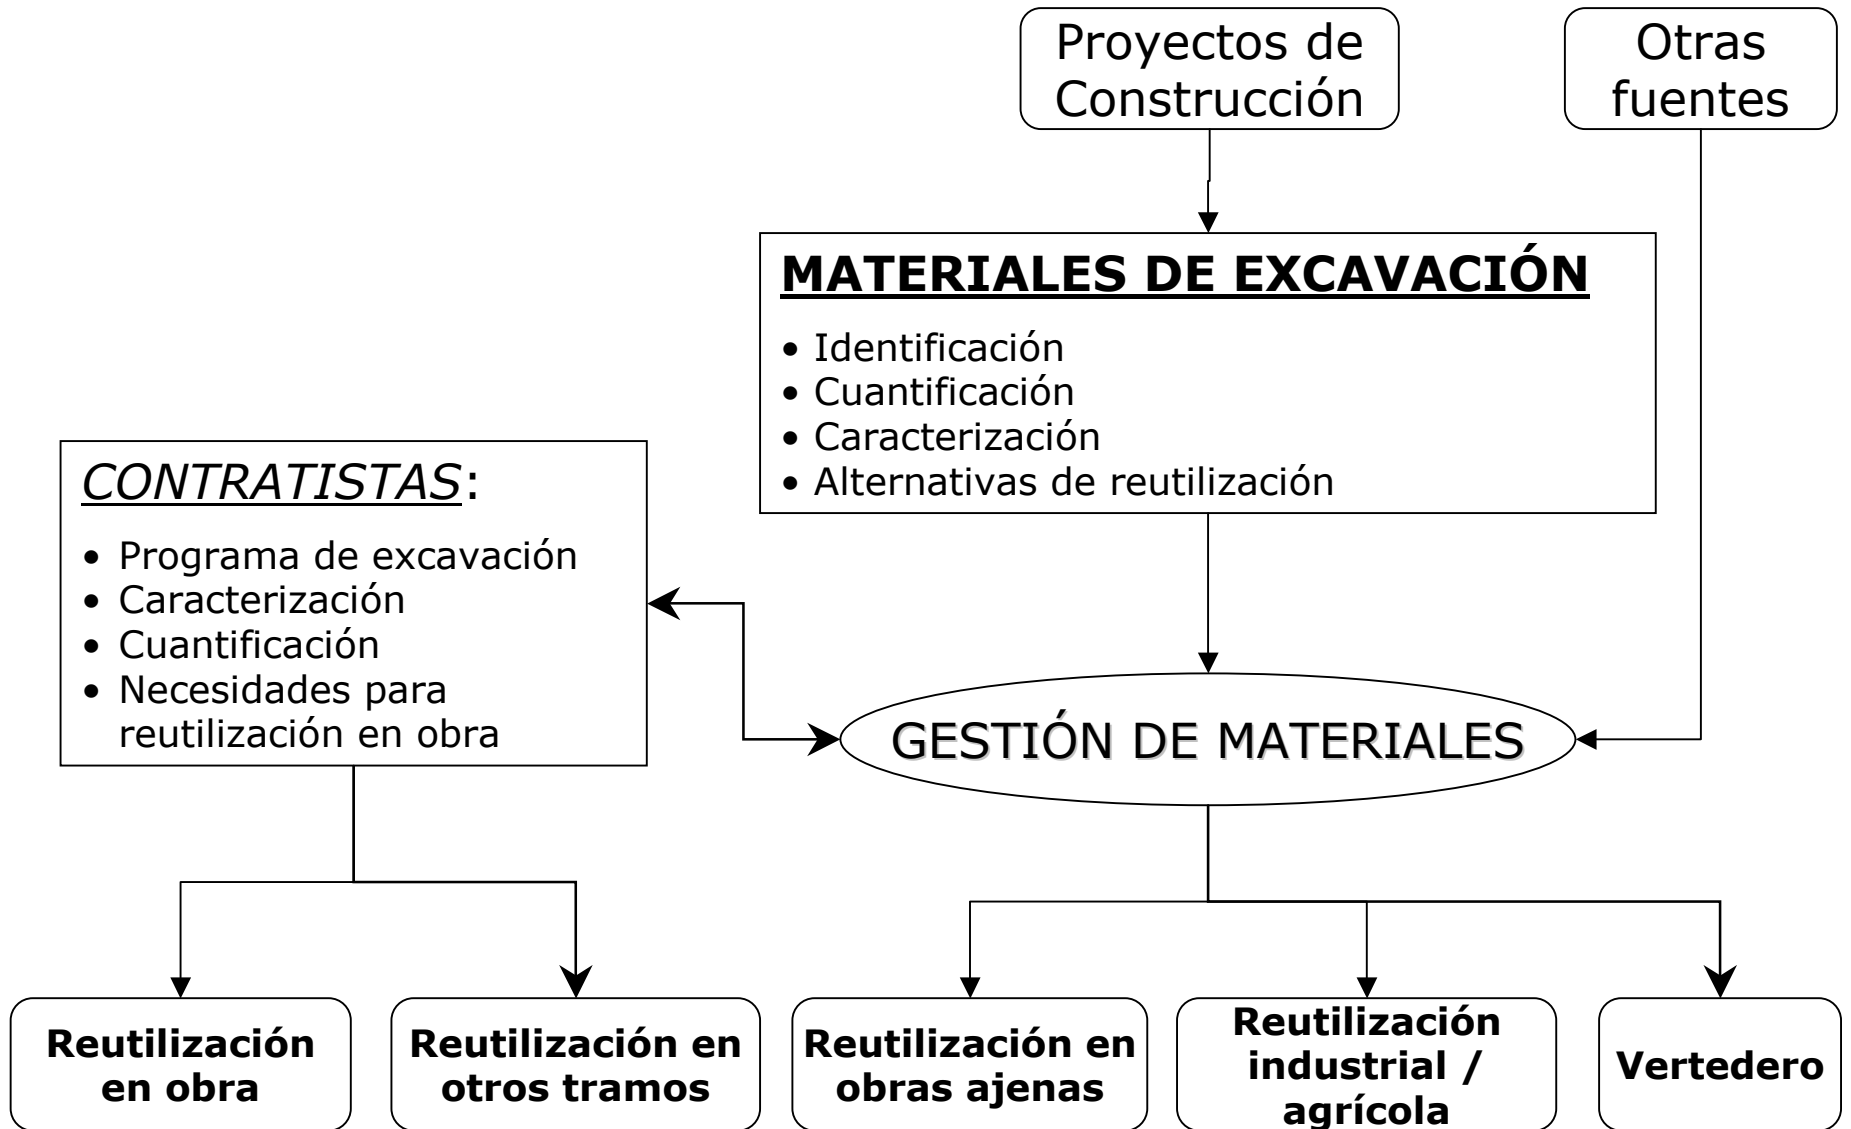 Proyectos de
Construcción
Otras
fuentes
MATERIALES DE EXCAVACIÓN
• Identificación
• Cuantificación
• Caracterización
• Alternativas de reutilización
CONTRATISTAS:
• Programa de excavación
• Caracterización
• Cuantificación
• Necesidades para
reutilización en obra
GESTIÓN DE MATERIALES
Reutilización
en obra
Reutilización en
otros tramos
Reutilización en
obras ajenas
Reutilización
industrial /
agrícola
Vertedero